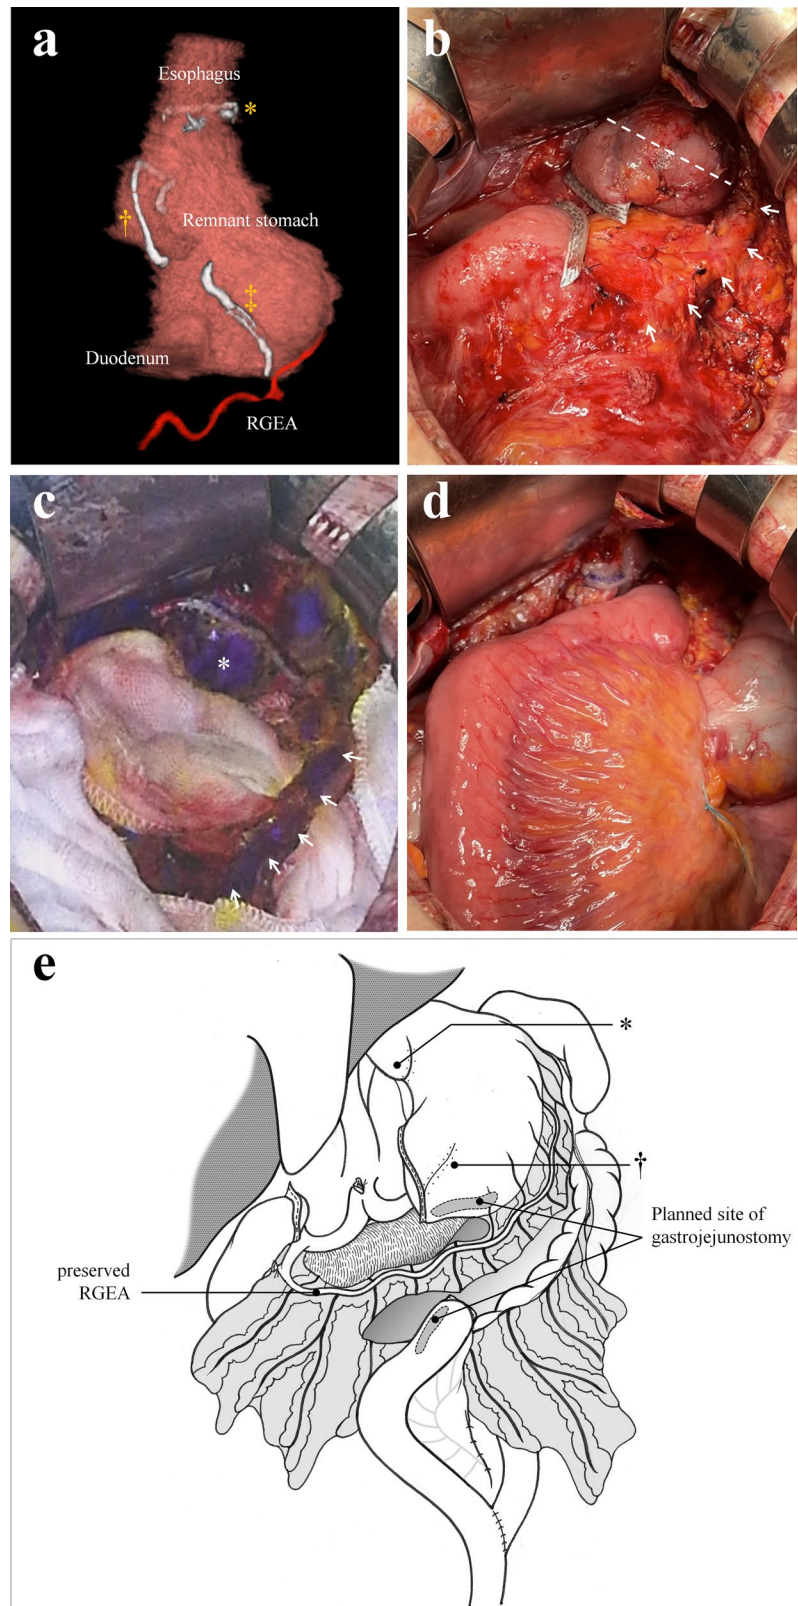 a
Esophagus
*
†
Remnant stomach
‡
Duodenum
RGEA
b
c
*
d
e
*
†
Planned site of
gastrojejunostomy
preserved
RGEA